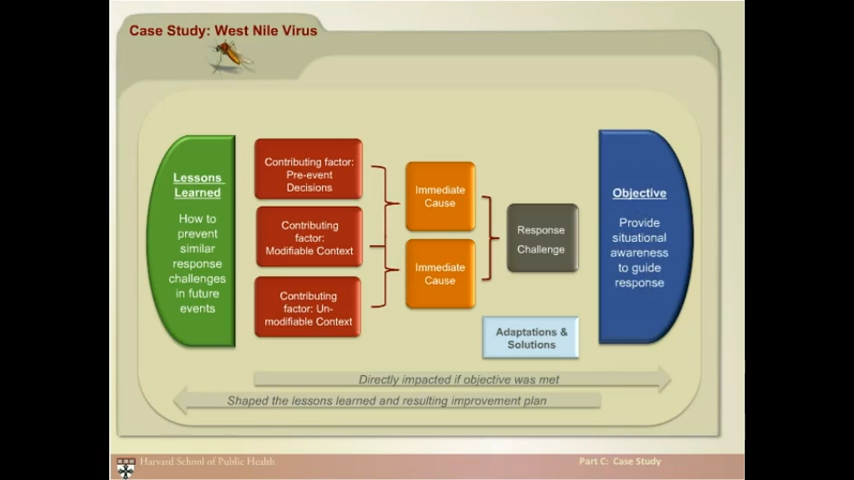 Case Study: West Nile Virus
Lessons
Learned
How to
prevent
similar
response
challenges
in future
events
Contributing factor:
Pre-event
Decisions
Contributing
factor:
Modifiable Context
Contributing
factor: Un-
modifiable Context
Immediate
Cause
Immediate
Cause
Response
Challenge
Adaptations &
Solutions
Objective
Provide
situational
awareness
to guide
response
Directly impacted if objective was met
Shaped the lessons learned and resulting improvement plan
Harvard School of Public Health
Part C: Case Study